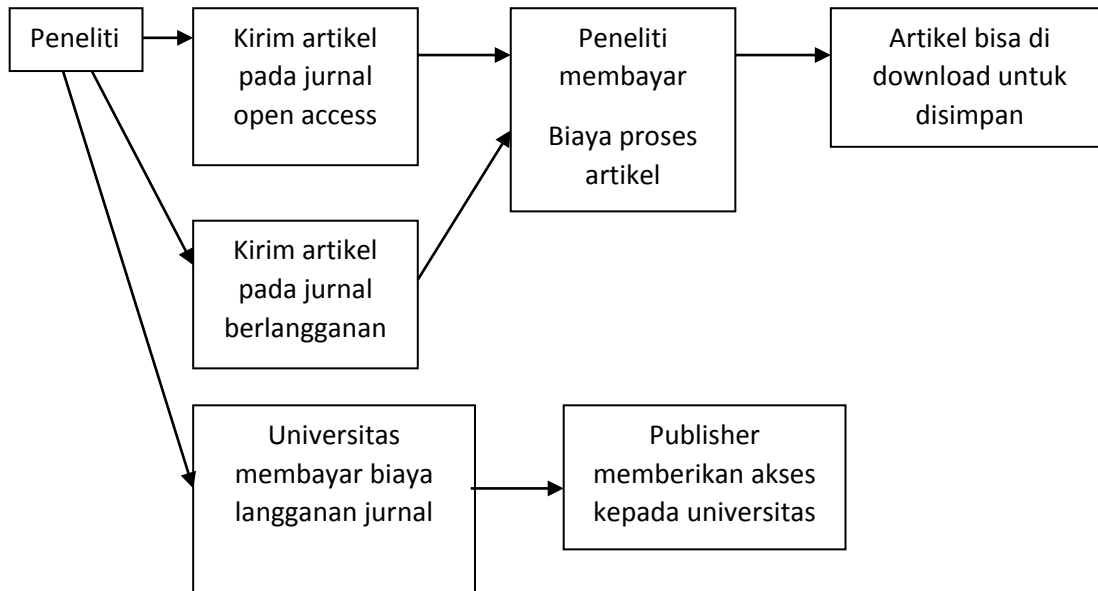 Peneliti
Kirim artikel
pada jurnal
open access
Peneliti
membayar
Biaya proses
artikel
Artikel bisa di
download untuk
disimpan
Kirim artikel
pada jurnal
berlangganan
Universitas
membayar biaya
langganan jurnal
Publisher
memberikan akses
kepada universitas